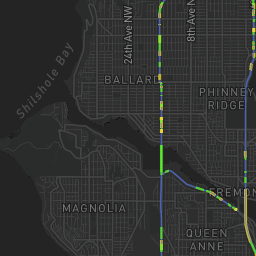 24th Ave NW
8th Ave N
Shilshole Bay
BALLARD
PHINNEY
RIDGE
FREMON
MAGNOLIA
QUEEN
ANNE